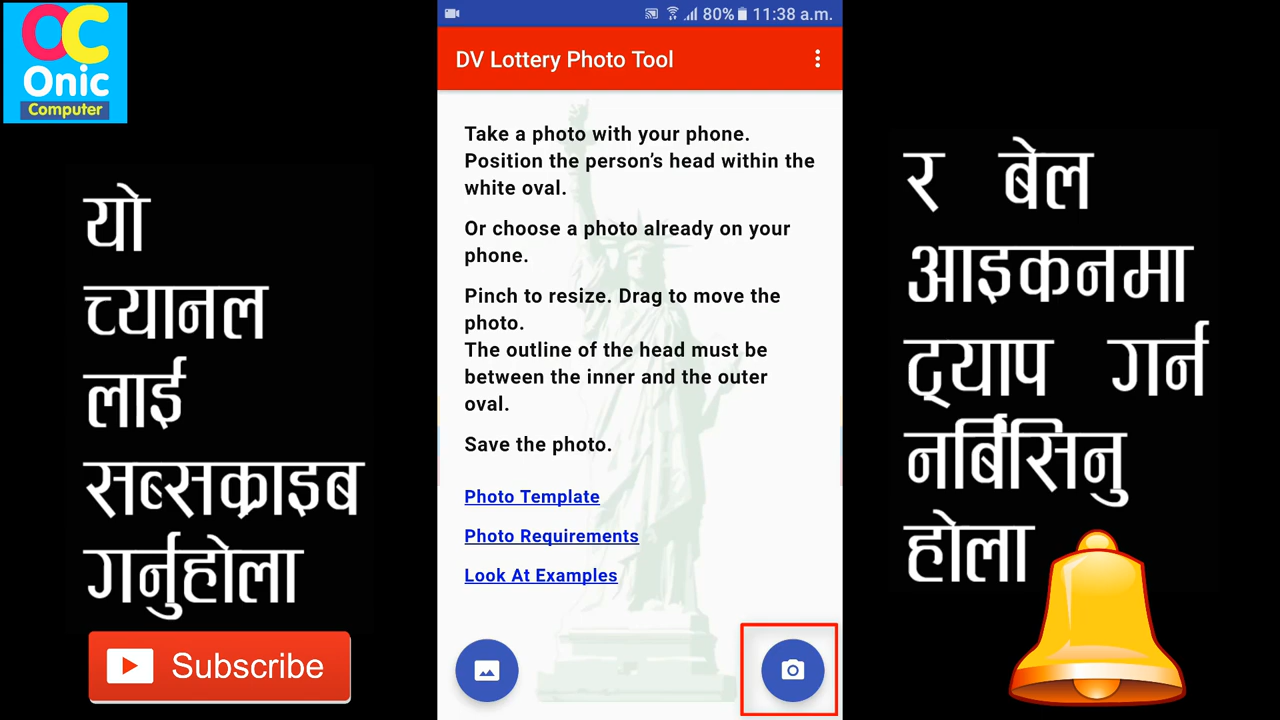 OC
Onic
Computer
यो
च्यानल
लाई
सब्सक्राइब
गर्नुहोला
Subscribe
80% 11:38 a.m.
DV Lottery Photo Tool
Take a photo with your phone.
Position the person's head within the
white oval.
Or choose a photo already on your
phone.
Pinch to resize. Drag to move the
photo.
The outline of the head must be
between the inner and the outer
oval.
Save the photo.
Photo Template
Photo Requirements
Look At Examples
र बेल
आइकनमा
ट्याप गर्न
नर्बिसिनु
होला